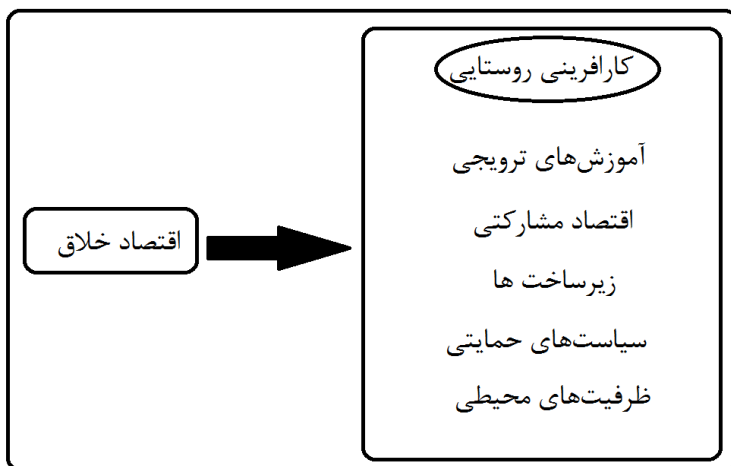 کارافرینی روستایی
آموزش‌های ترویجی
اقتصاد مشارکتی
زیرساخت ها
سیاست‌های حمایتی
ظرفیت‌های محیطی
اقتصاد خلاق